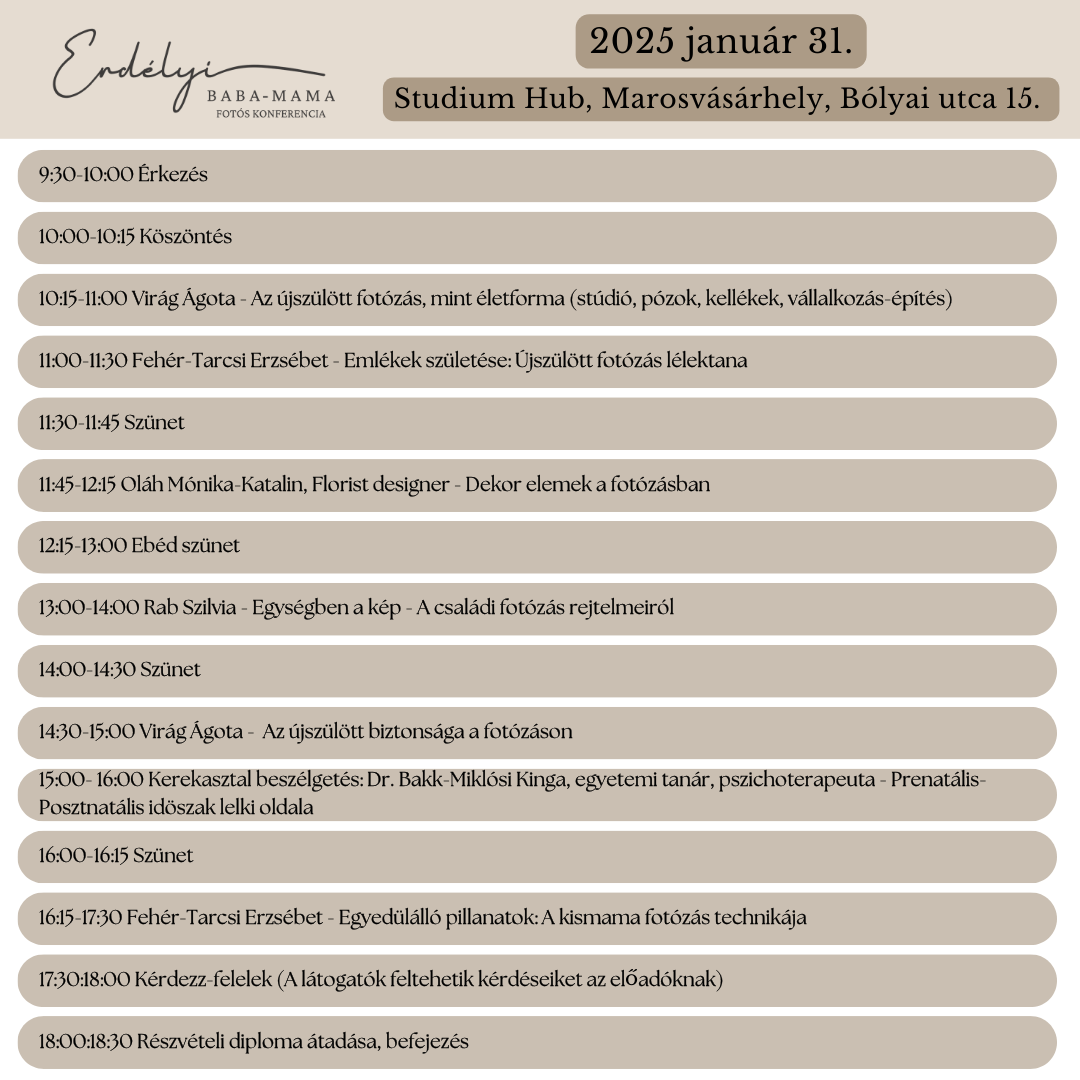 Erdélyi
BABA-MAMA
FOTÓS KONFERENCIA
2025 január 31.
Studium Hub, Marosvásárhely, Bólyai utca 15.
9:30-10:00 Érkezés
10:00-10:15 Köszöntés
10:15-11:00 Virág Ágota - Az újszülött fotózás, mint életforma (stúdió, pózok, kellékek, vállalkozás-építés)
11:00-11:30 Fehér-Tarcsi Erzsébet - Emlékek születése: Újszülött fotózás lélektana
11:30-11:45 Szünet
11:45-12:15 Oláh Mónika-Katalin, Florist designer - Dekor elemek a fotózásban
12:15-13:00 Ebéd szünet
13:00-14:00 Rab Szilvia - Egységben a kép - A családi fotózás rejtelmeiról
14:00-14:30 Szünet
14:30-15:00 Virág Ágota - Az újszülött biztonsága a fotózáson
15:00- 16:00 Kerekasztal beszélgetés: Dr. Bakk-Miklósi Kinga, egyetemi tanár, pszichoterapeuta - Prenatális-
Posztnatális idöszak lelki oldala
16:00-16:15 Szünet
16:15-17:30 Fehér-Tarcsi Erzsébet - Egyedülálló pillanatok: A kismama fotózás technikája
17:30:18:00 Kérdezz-felelek (A látogatók feltehetik kérdéseiket az előadóknak)
18:00:18:30 Részvételi diploma átadása, befejezés